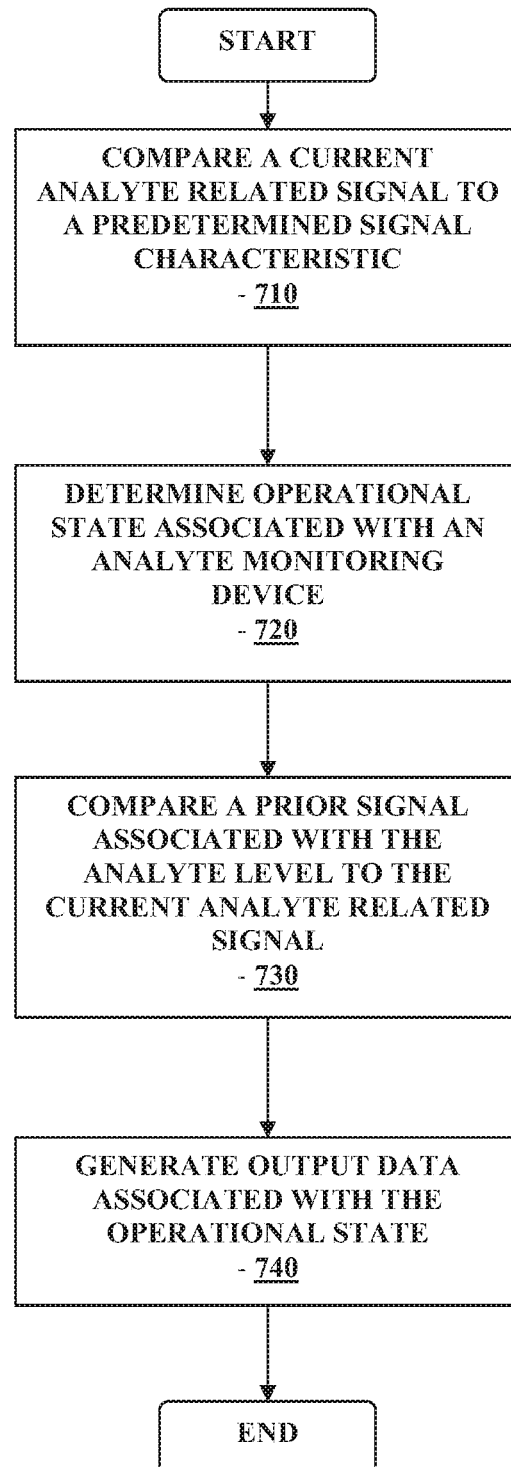 START
COMPARE A CURRENT
ANALYTE RELATED SIGNAL TO
A PREDETERMINED SIGNAL
CHARACTERISTIC
- 710
DETERMINE OPERATIONAL
STATE ASSOCIATED WITH AN
ANALYTE MONITORING
DEVICE
- 720
COMPARE A PRIOR SIGNAL
ASSOCIATED WITH THE
ANALYTE LEVEL TO THE
CURRENT ANALYTE RELATED
SIGNAL
- 730
GENERATE OUTPUT DATA
ASSOCIATED WITH THE
OPERATIONAL STATE
- 740
END